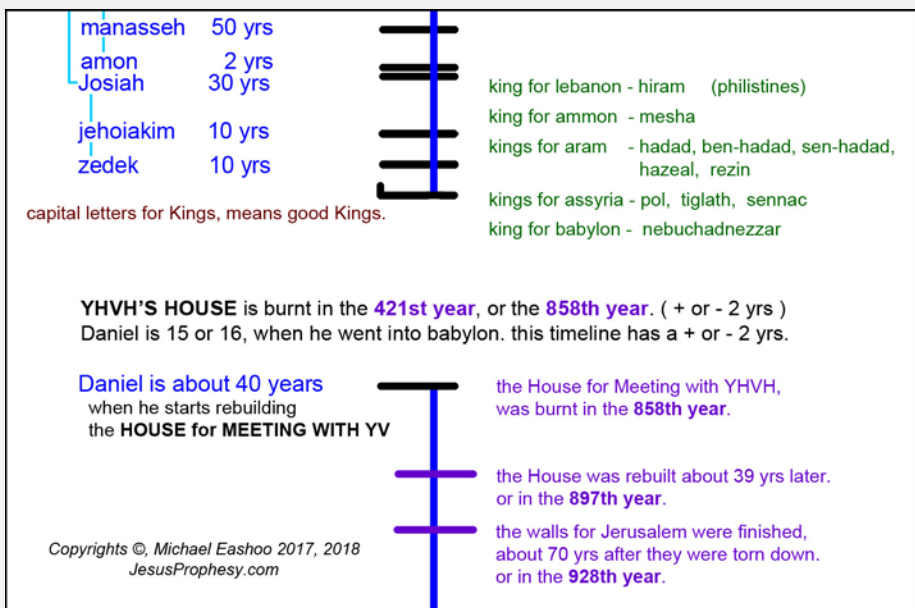 manasseh 50 yrs
amon 2 yrs
Josiah 30 yrs
jehoiakim 10 yrs
zedek 10 yrs
capital letters for Kings, means good Kings.
king for lebanon - hiram (philistines)
king for ammon - mesha
kings for aram - hadad, ben-hadad, sen-hadad,
hazeal, rezin
kings for assyria - pol, tiglath, sennac
king for babylon - nebuchadnezzar
YHVH'S HOUSE is burnt in the 421st year, or the 858th year. ( + or - 2 yrs )
Daniel is 15 or 16, when he went into babylon. this timeline has a + or - 2 yrs.
Daniel is about 40 years
when he starts rebuilding
the HOUSE for MEETING WITH YV
the House for Meeting with YHVH,
was burnt in the 858th year.
the House was rebuilt about 39 yrs later.
or in the 897th year.
the walls for Jerusalem were finished,
about 70 yrs after they were torn down.
or in the 928th year.
Copyrights ©, Michael Eashoo 2017, 2018
JesusProphesy.com